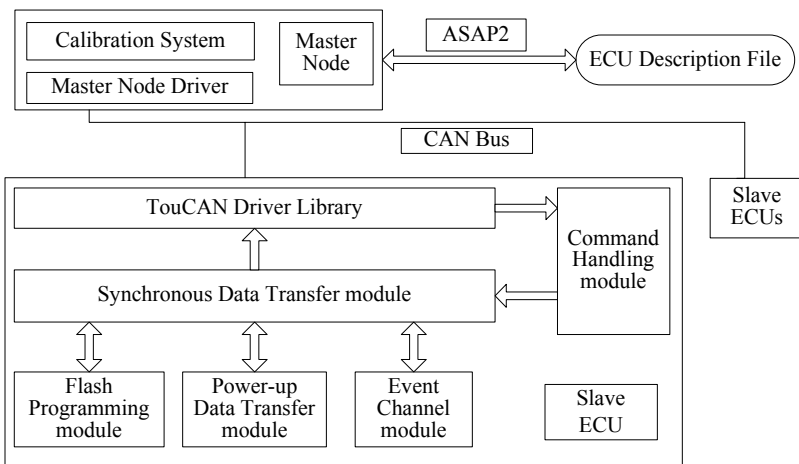 Calibration System
Master
Node
Master Node Driver
ASAP2
ECU Description File
CAN Bus
Slave
ECUs
TouCAN Driver Library
Command
Handling
module
Synchronous Data Transfer module
Flash
Programming
module
Power-up
Data Transfer
module
Event
Channel
module
Slave
ECU